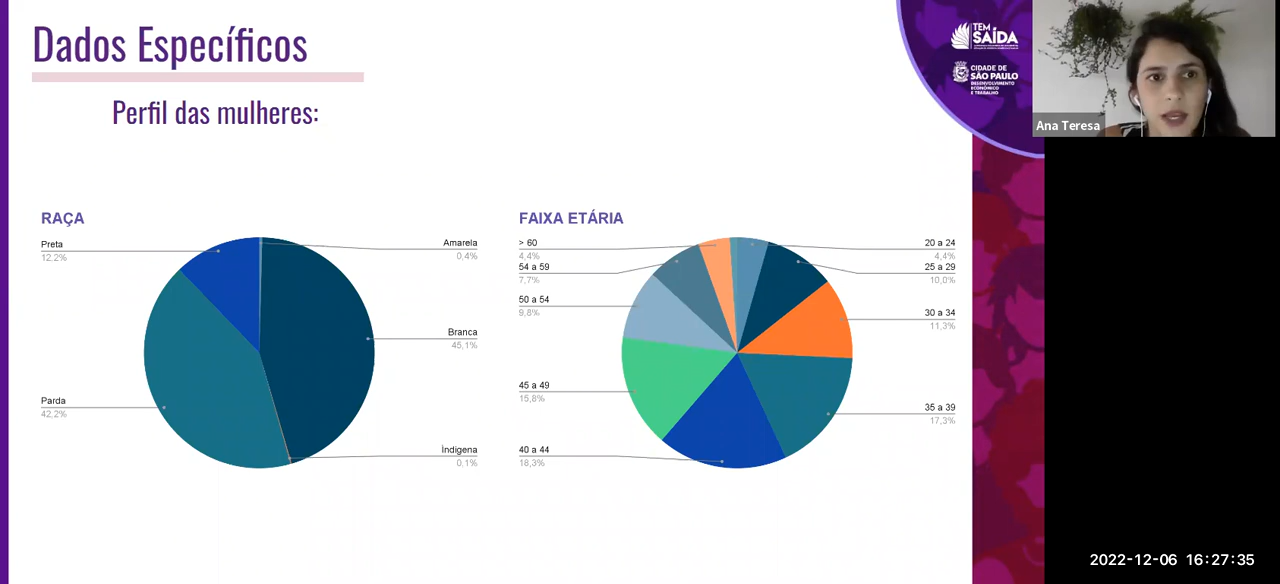 Dados Específicos
Perfil das mulheres:
TEM
SAÍDA
CIDADE DE
SÃO PAULO
DESENVOLVIMENTO
ECONÔMICO
E TRABALHO
Ana Teresa
RAÇA
Preta
12.2%
Amarela
0,4%
Branca
45,1%
Parda
42,2%
Índigena
0,1%
FAIXA ETÁRIA
> 60
4,4%
54 a 59
7,7%
50 a 54
9,8%
45 a 49
15,8%
40 a 44
18,3%
20 a 24
4,4%
25 a 29
10,0%
30 a 34
11,3%
35 a 39
17,3%
2022-12-06 16:27:35